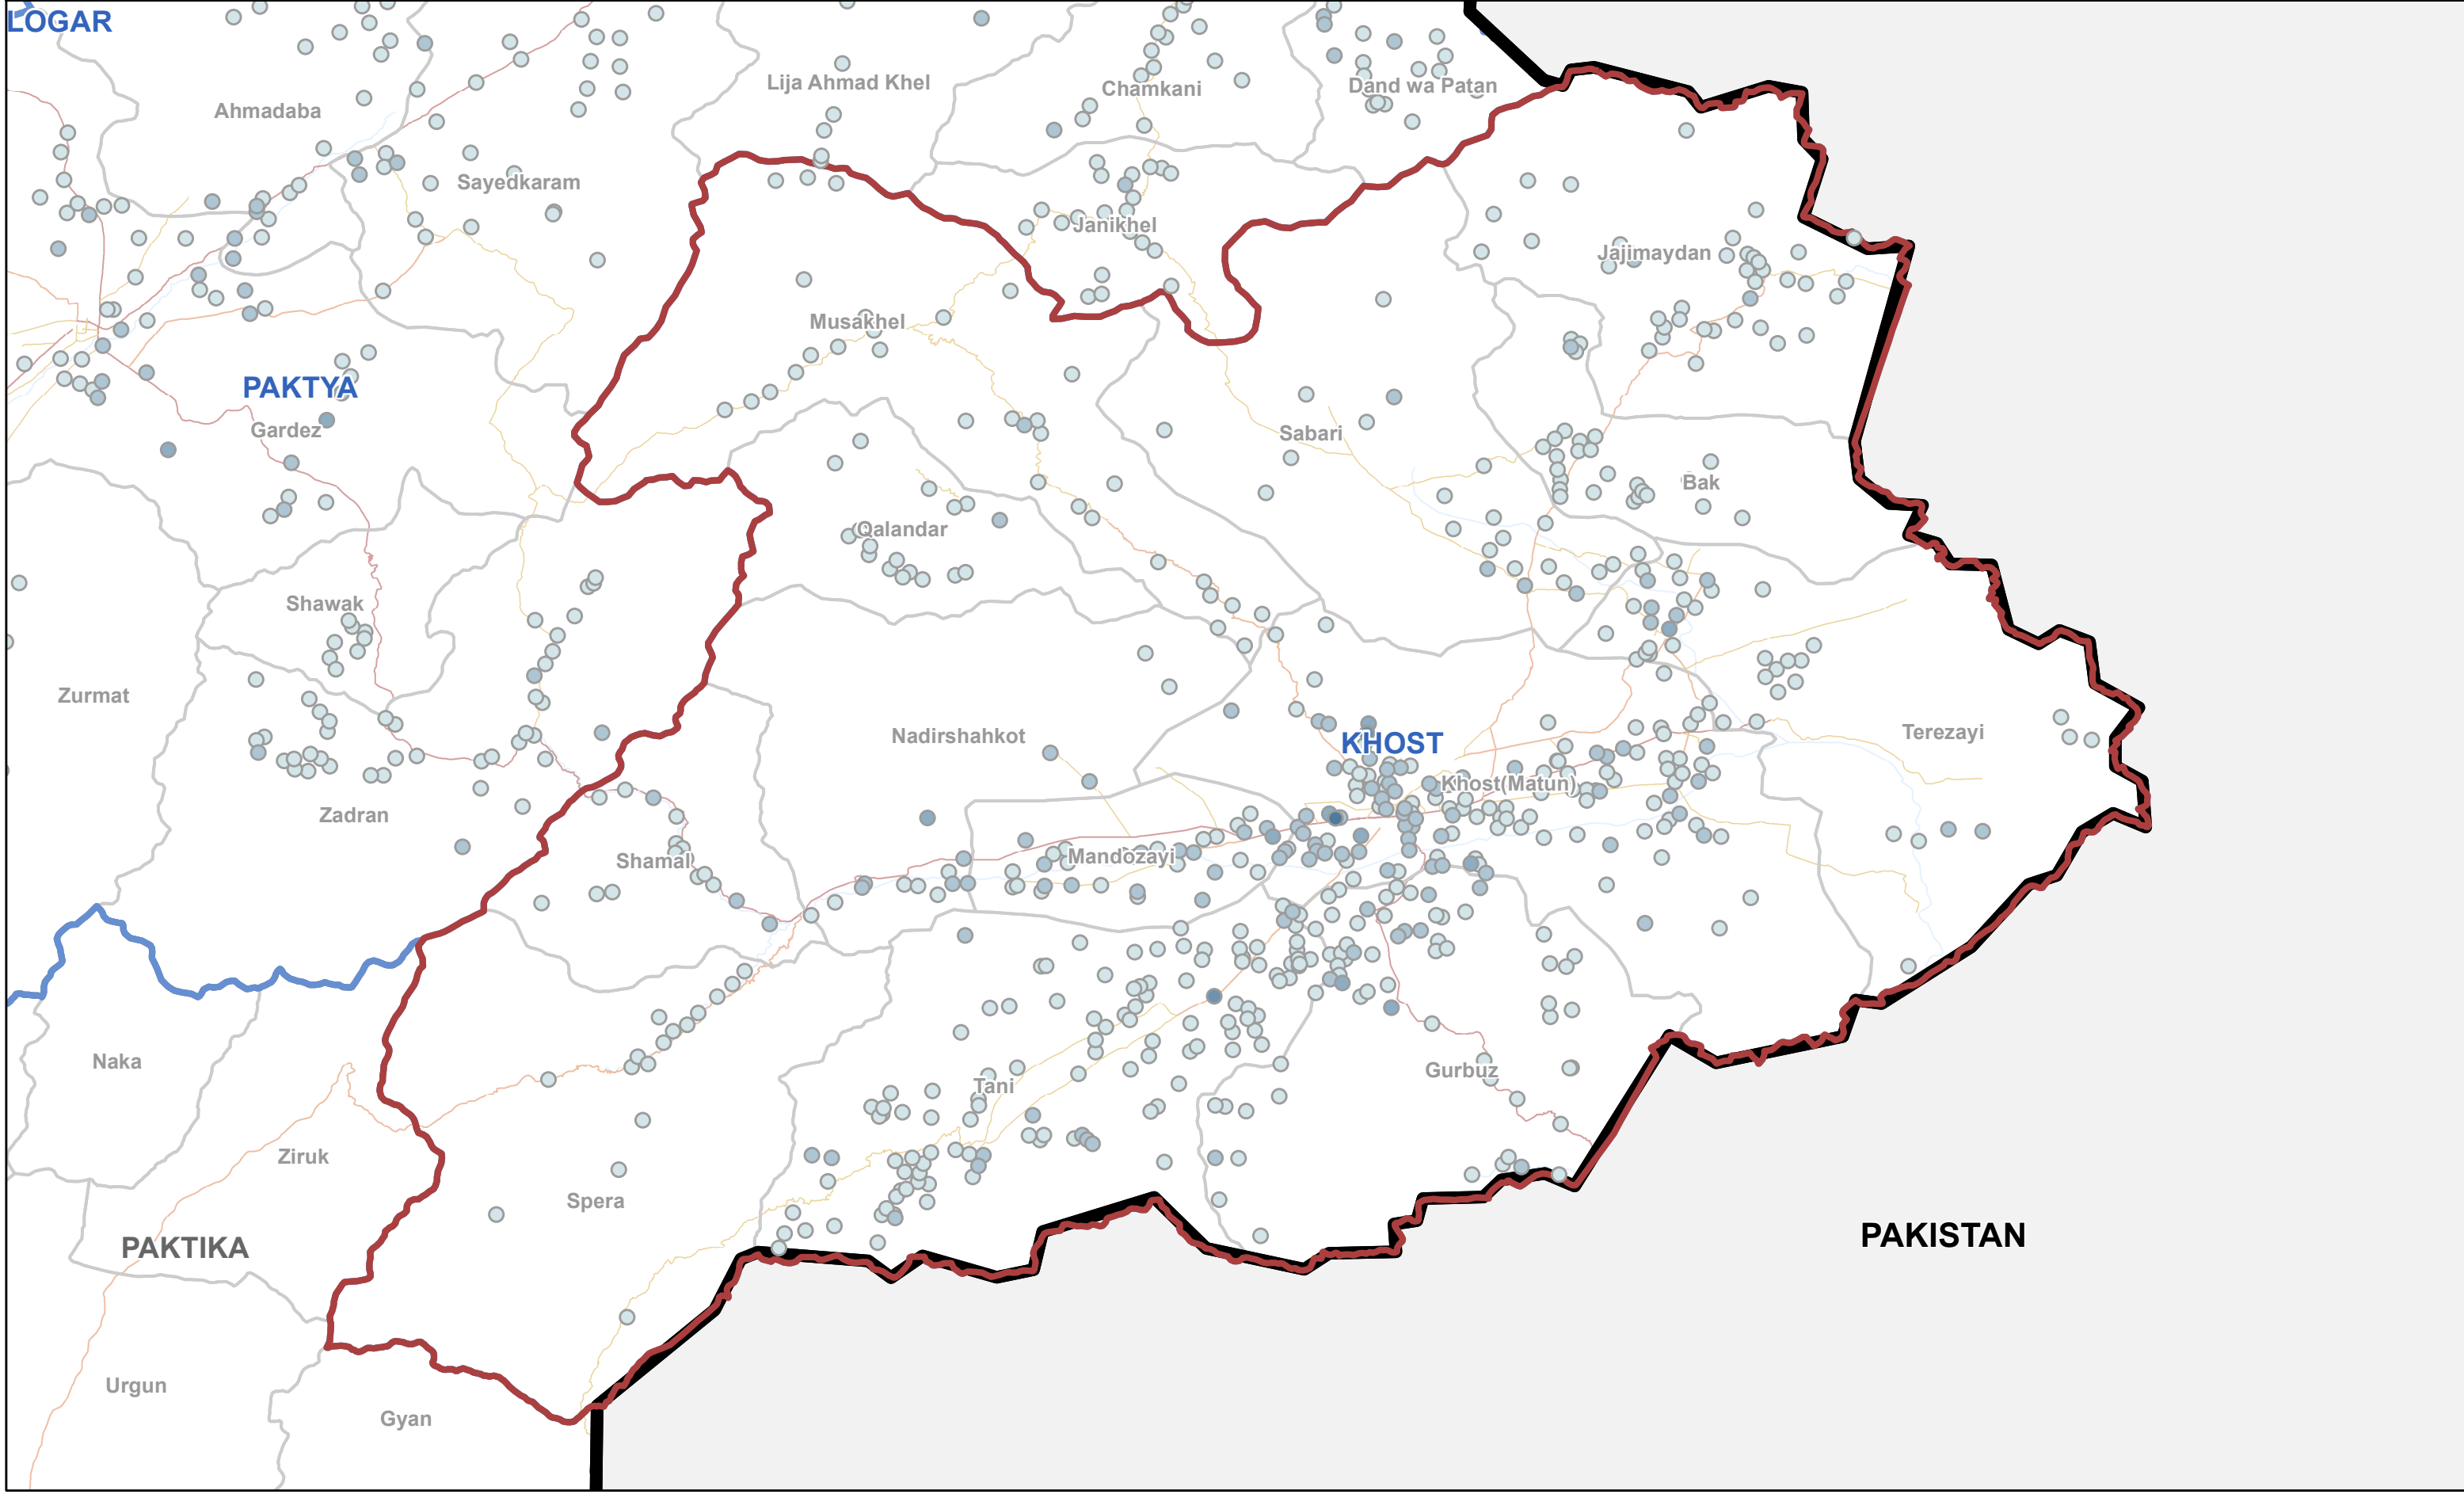 LOGAR
Lija Ahmad Khel
Chamkani
Dand wa Patan
Ahmadaba
Sayedkaram
Janikhel
Jajimaydan
Musakhel
PAKTYA
Gardez
Sabari
Bak
Qalandar
Shawak
Zurmat
Nadirshahkot
KHOST
Terezayi
Khost(Matun)
Zadran
Mandozayi
Shamal
Naka
Tani
Gurbuz
Ziruk
Spera
PAKTIKA
PAKISTAN
Urgun
Gyan